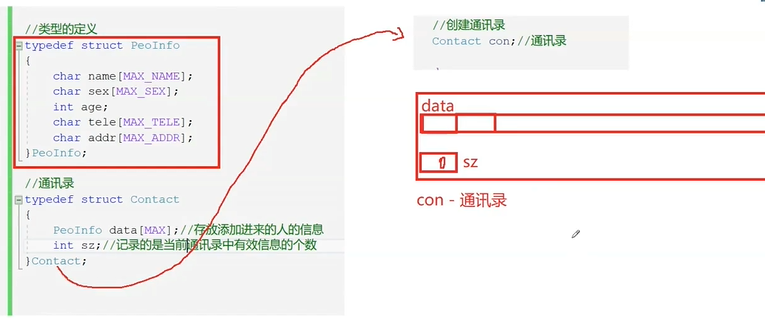 //类型的定义
typedef struct PeoInfo
{
char name[MAX_NAME];
char sex[MAX_SEX];
int age;
char tele[MAX_TELE];
char addr[MAX_ADDR];
}PeoInfo;
//通讯录
typedef struct Contact
{
PeoInfo data[MAX];//存放添加进来的人的信息
int sz;//记录的是当前通讯录中有效信息的个数
}Contact;
//创建通讯录
Contact con;//通讯录
data
0 sz
con - 通讯录